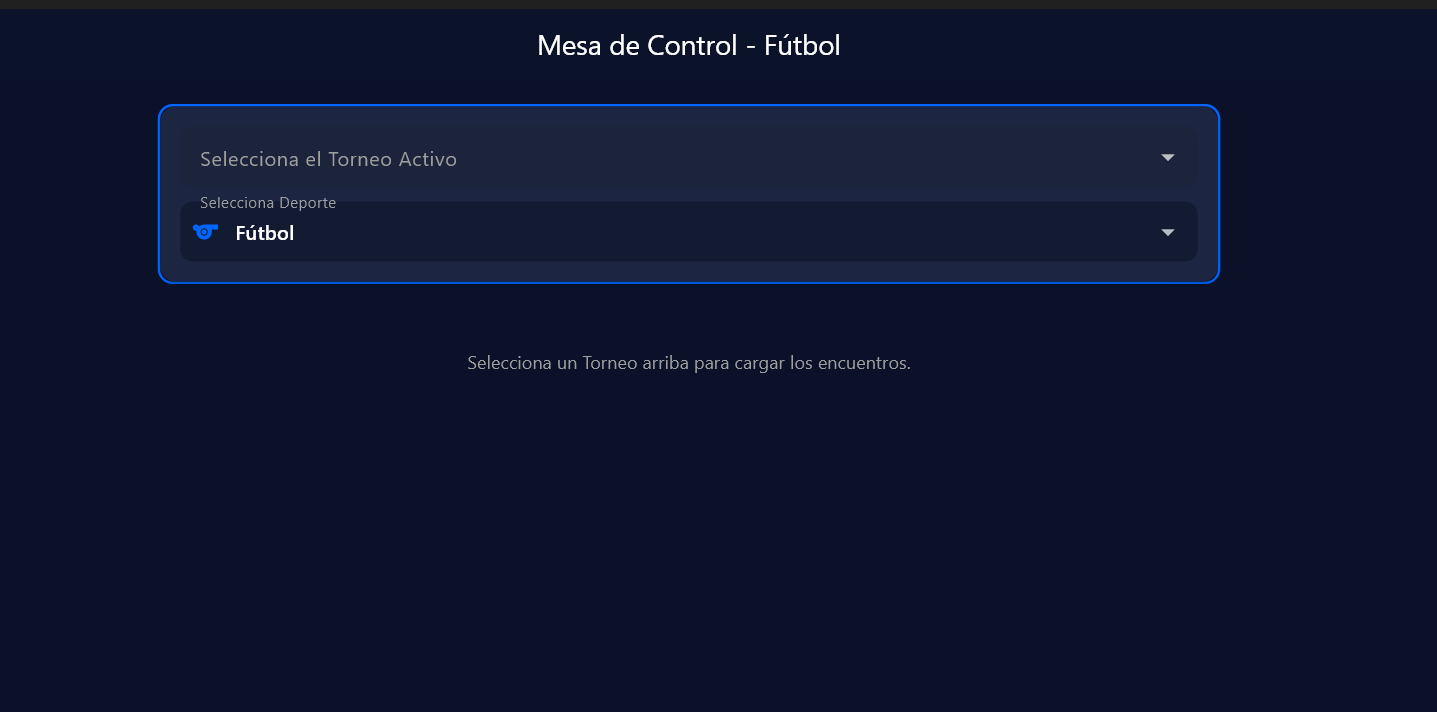 Mesa de Control - Fútbol
Selecciona el Torneo Activo
Selecciona Deporte
Fútbol
Selecciona un Torneo arriba para cargar los encuentros.